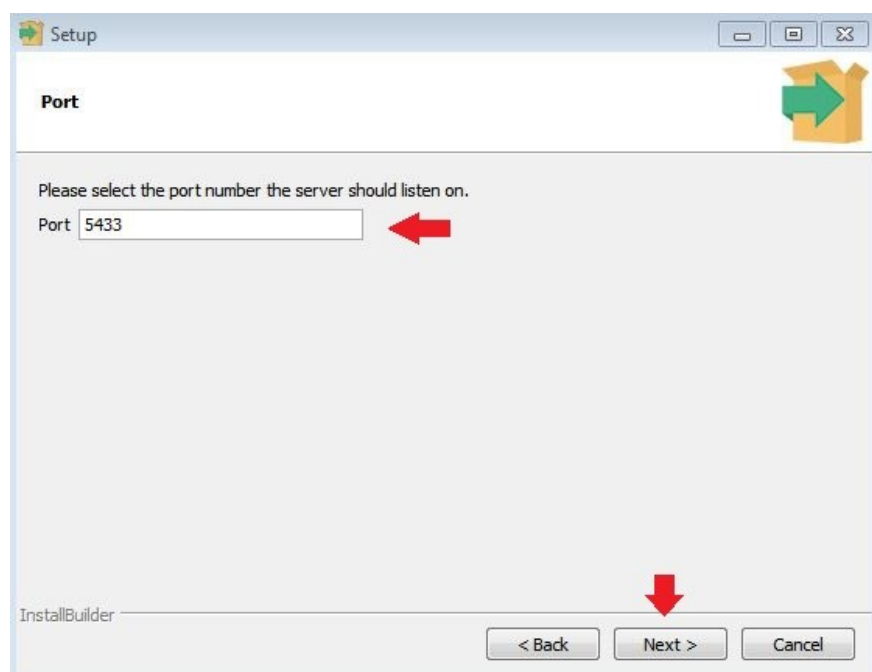 Setup
Port
Please select the port number the server should listen on.
Port 5433
InstallBuilder
< Back Next > Cancel